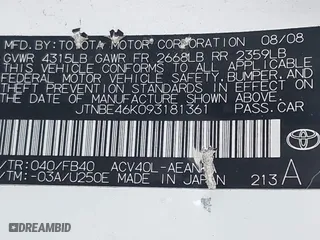 MFD.BY: TOYOTA MOTOR CORPORATION 08/08
GVWR 4315LB GAWR FR 2668LB RR 2359LB
THIS VEHICLE CONFORMS TO ALL APPLICABLE
FEDERAL MOTOR VEHICLE SAFETY, BUMPER, AND
THEFT PREVENTION STANDARDS IN EFFECT ON
THE DATE OF MANUFACTURE SHOWN ABOVE.
JTNBE46K093181361 PASS.CAR
/TR: 040/FB40 ACV40L-AEANK
/TM: -03A/U250E MADE IN JAPAN 213 A
TOYOTA
DREAMBID